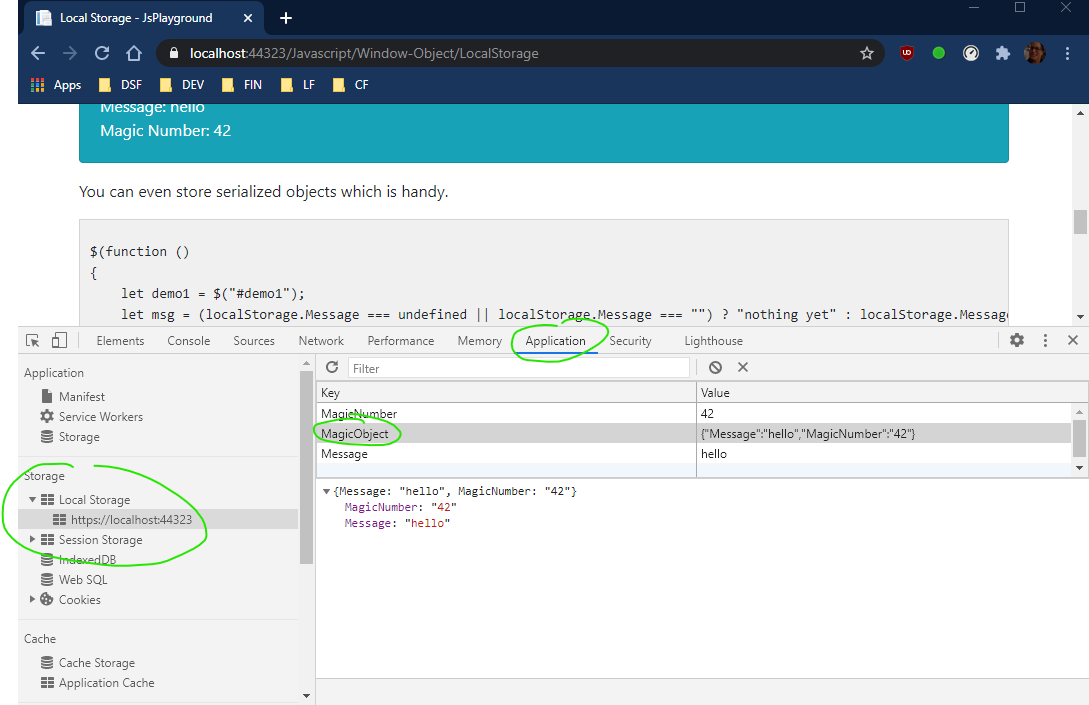 Local Storage - JsPlayground
localhost:44323/Javascript/Window-Object/LocalStorage
UD
Apps DSF DEV FIN LF CF
Message: hello
Magic Number: 42
You can even store serialized objects which is handy.
$(function ()
{
let demo1 = $("#demo1");
let msg = (localStorage.Message === undefined || localStorage.Message === "") ? "nothing yet" : localStorage.Messag
Elements Console Sources Network Performance Memory Application Security Lighthouse
Application
Manifest
Service Workers
Storage
Storage
Local Storage
https://localhost:44323
Session Storage
IndexedDB
Web SQL
Cookies
Cache
Cache Storage
Application Cache
Filter
Key Value
MagicNumber 42
MagicObject {"Message":"hello","MagicNumber":"42"}
Message hello
{Message: "hello", MagicNumber: "42"}
MagicNumber: "42"
Message: "hello"